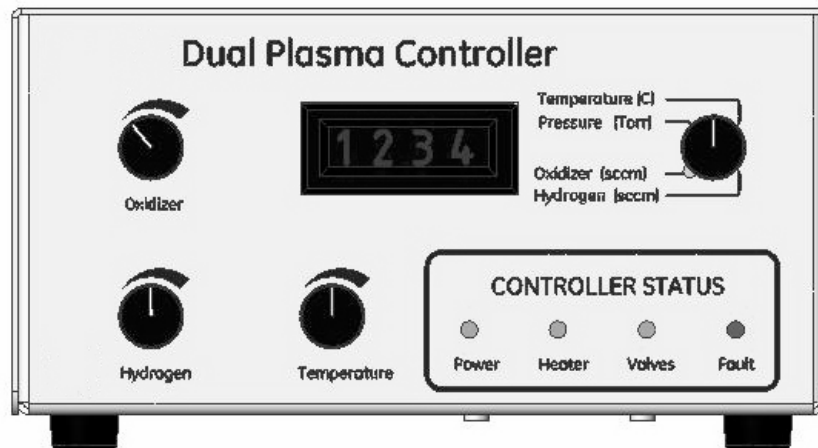 Dual Plasma Controller
Oxidizer
1234
Temperature (C)
Pressure (Torr)
Oxidizer (sccm)
Hydrogen (sccm)
Hydrogen
Temperature
CONTROLLER STATUS
Power Heater Valves Fault